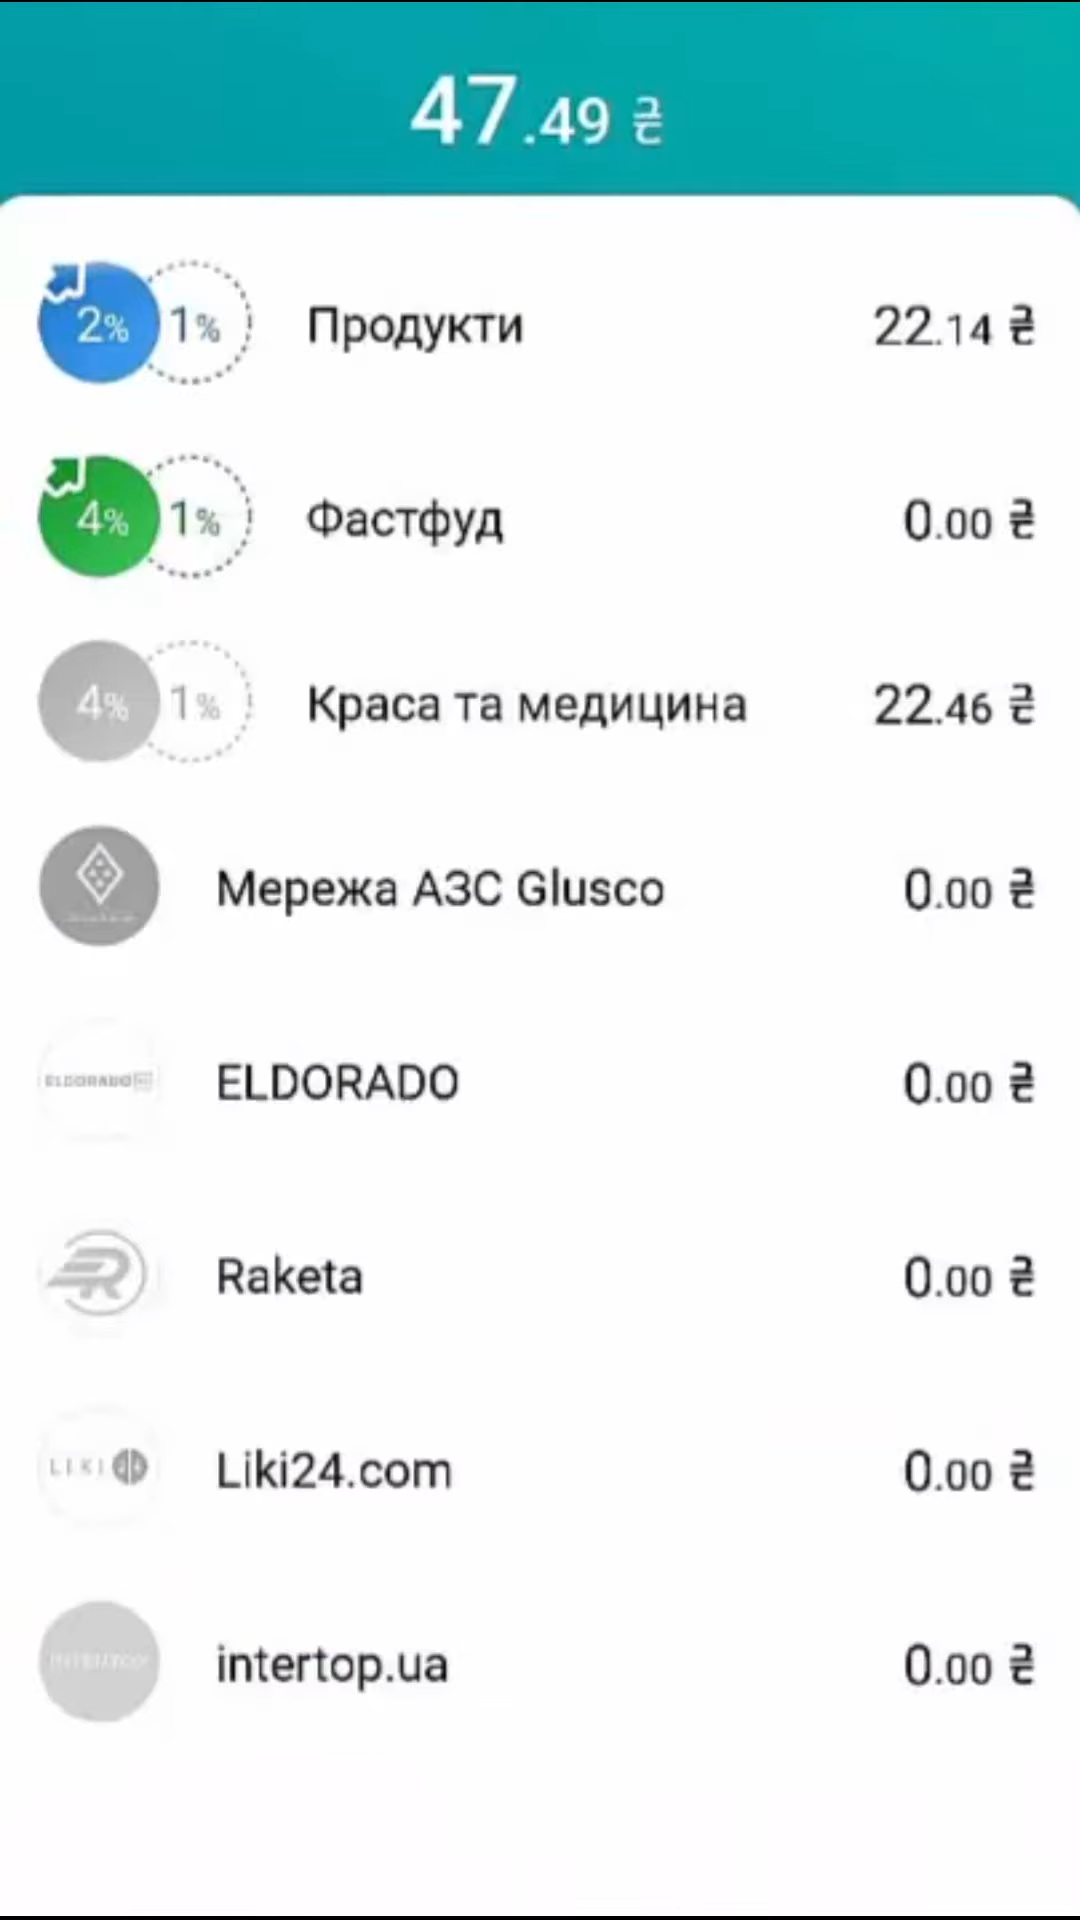 47.49 ₴
2% 1% Продукти 22.14 ₴
4% 1% Фастфуд 0.00 ₴
4% 1% Краса та медицина 22.46 ₴
Мережа АЗС Glusco 0.00 ₴
ELDORADO ELDORADO 0.00 ₴
R Raketa 0.00 ₴
LIKI Liki24.com 0.00 ₴
intertop.ua 0.00 ₴